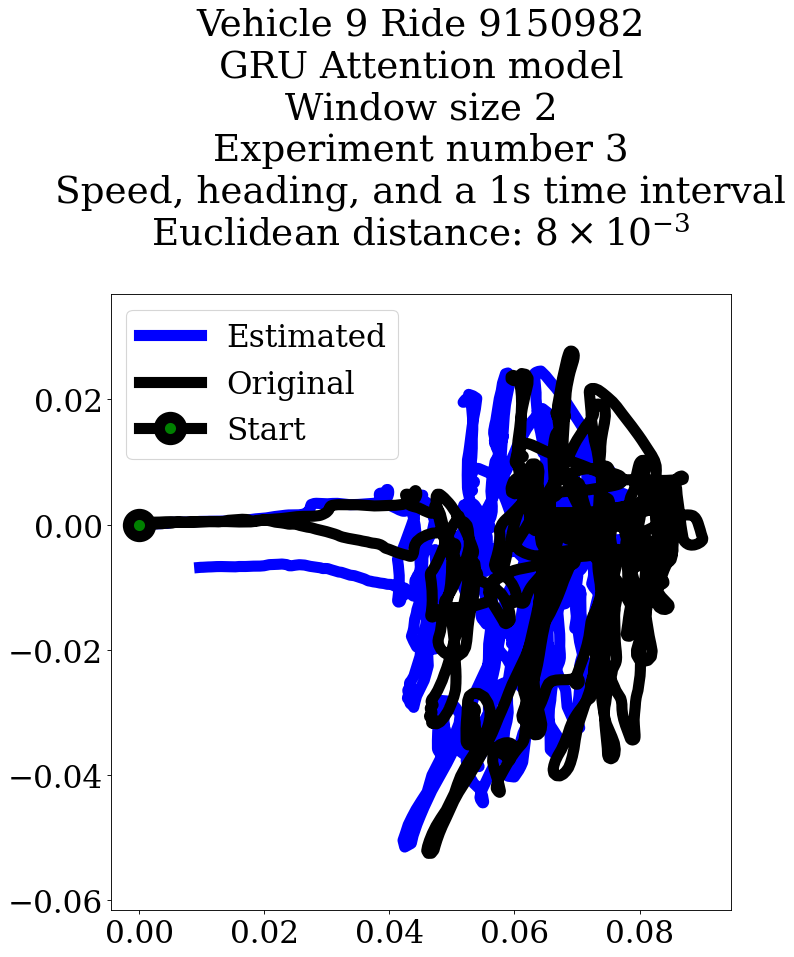 Vehicle 9 Ride 9150982
GRU Attention model
Window size 2
Experiment number 3
Speed, heading, and a 1s time interval
Euclidean distance: 8 × 10⁻³
Estimated
Original
Start
0.02
0.00
−0.02
−0.04
−0.06
0.00 0.02 0.04 0.06 0.08